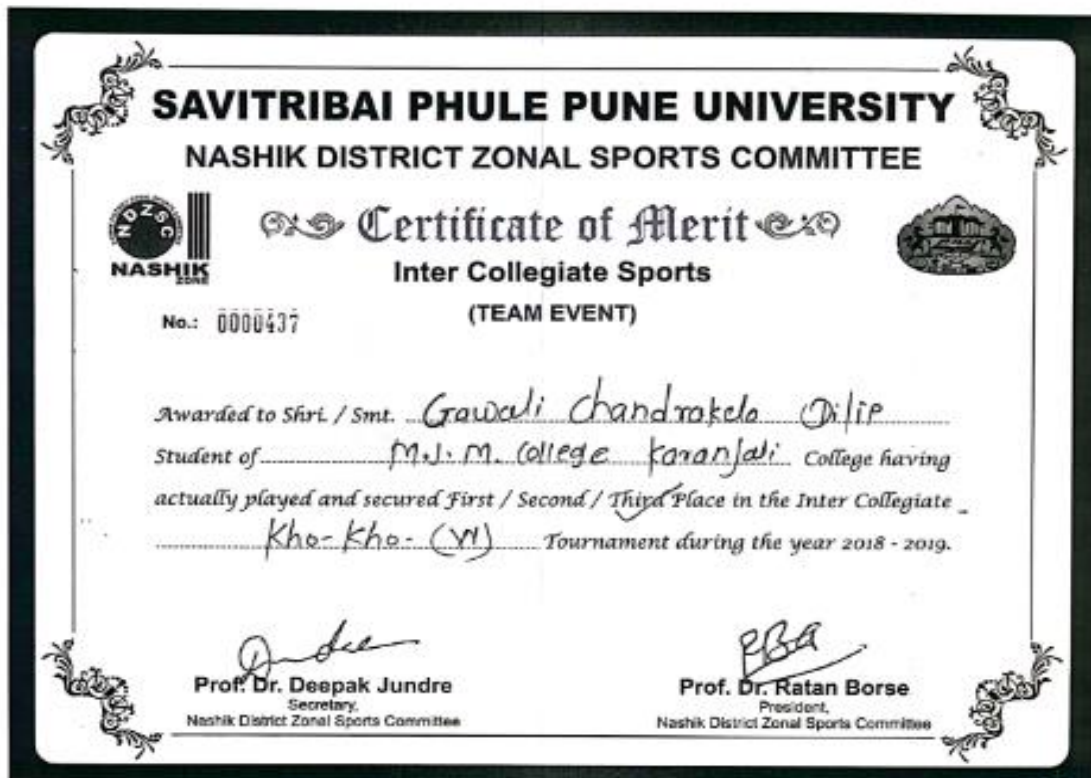 SAVITRIBAI PHULE PUNE UNIVERSITY
NASHIK DISTRICT ZONAL SPORTS COMMITTEE
NDZSC
NASHIK
ZONE
Certificate of Merit
Inter Collegiate Sports
(TEAM EVENT)
No.: 0000437
Awarded to Shri. / Smt. Gawali Chandrakela Dilip
Student of M.J.M. College Karanjali College having
actually played and secured First / Second / Third Place in the Inter Collegiate
Kho-Kho- (W) Tournament during the year 2018 - 2019.
Prof. Dr. Deepak Jundre
Secretary,
Nashik District Zonal Sports Committee
Prof. Dr. Ratan Borse
President,
Nashik District Zonal Sports Committee